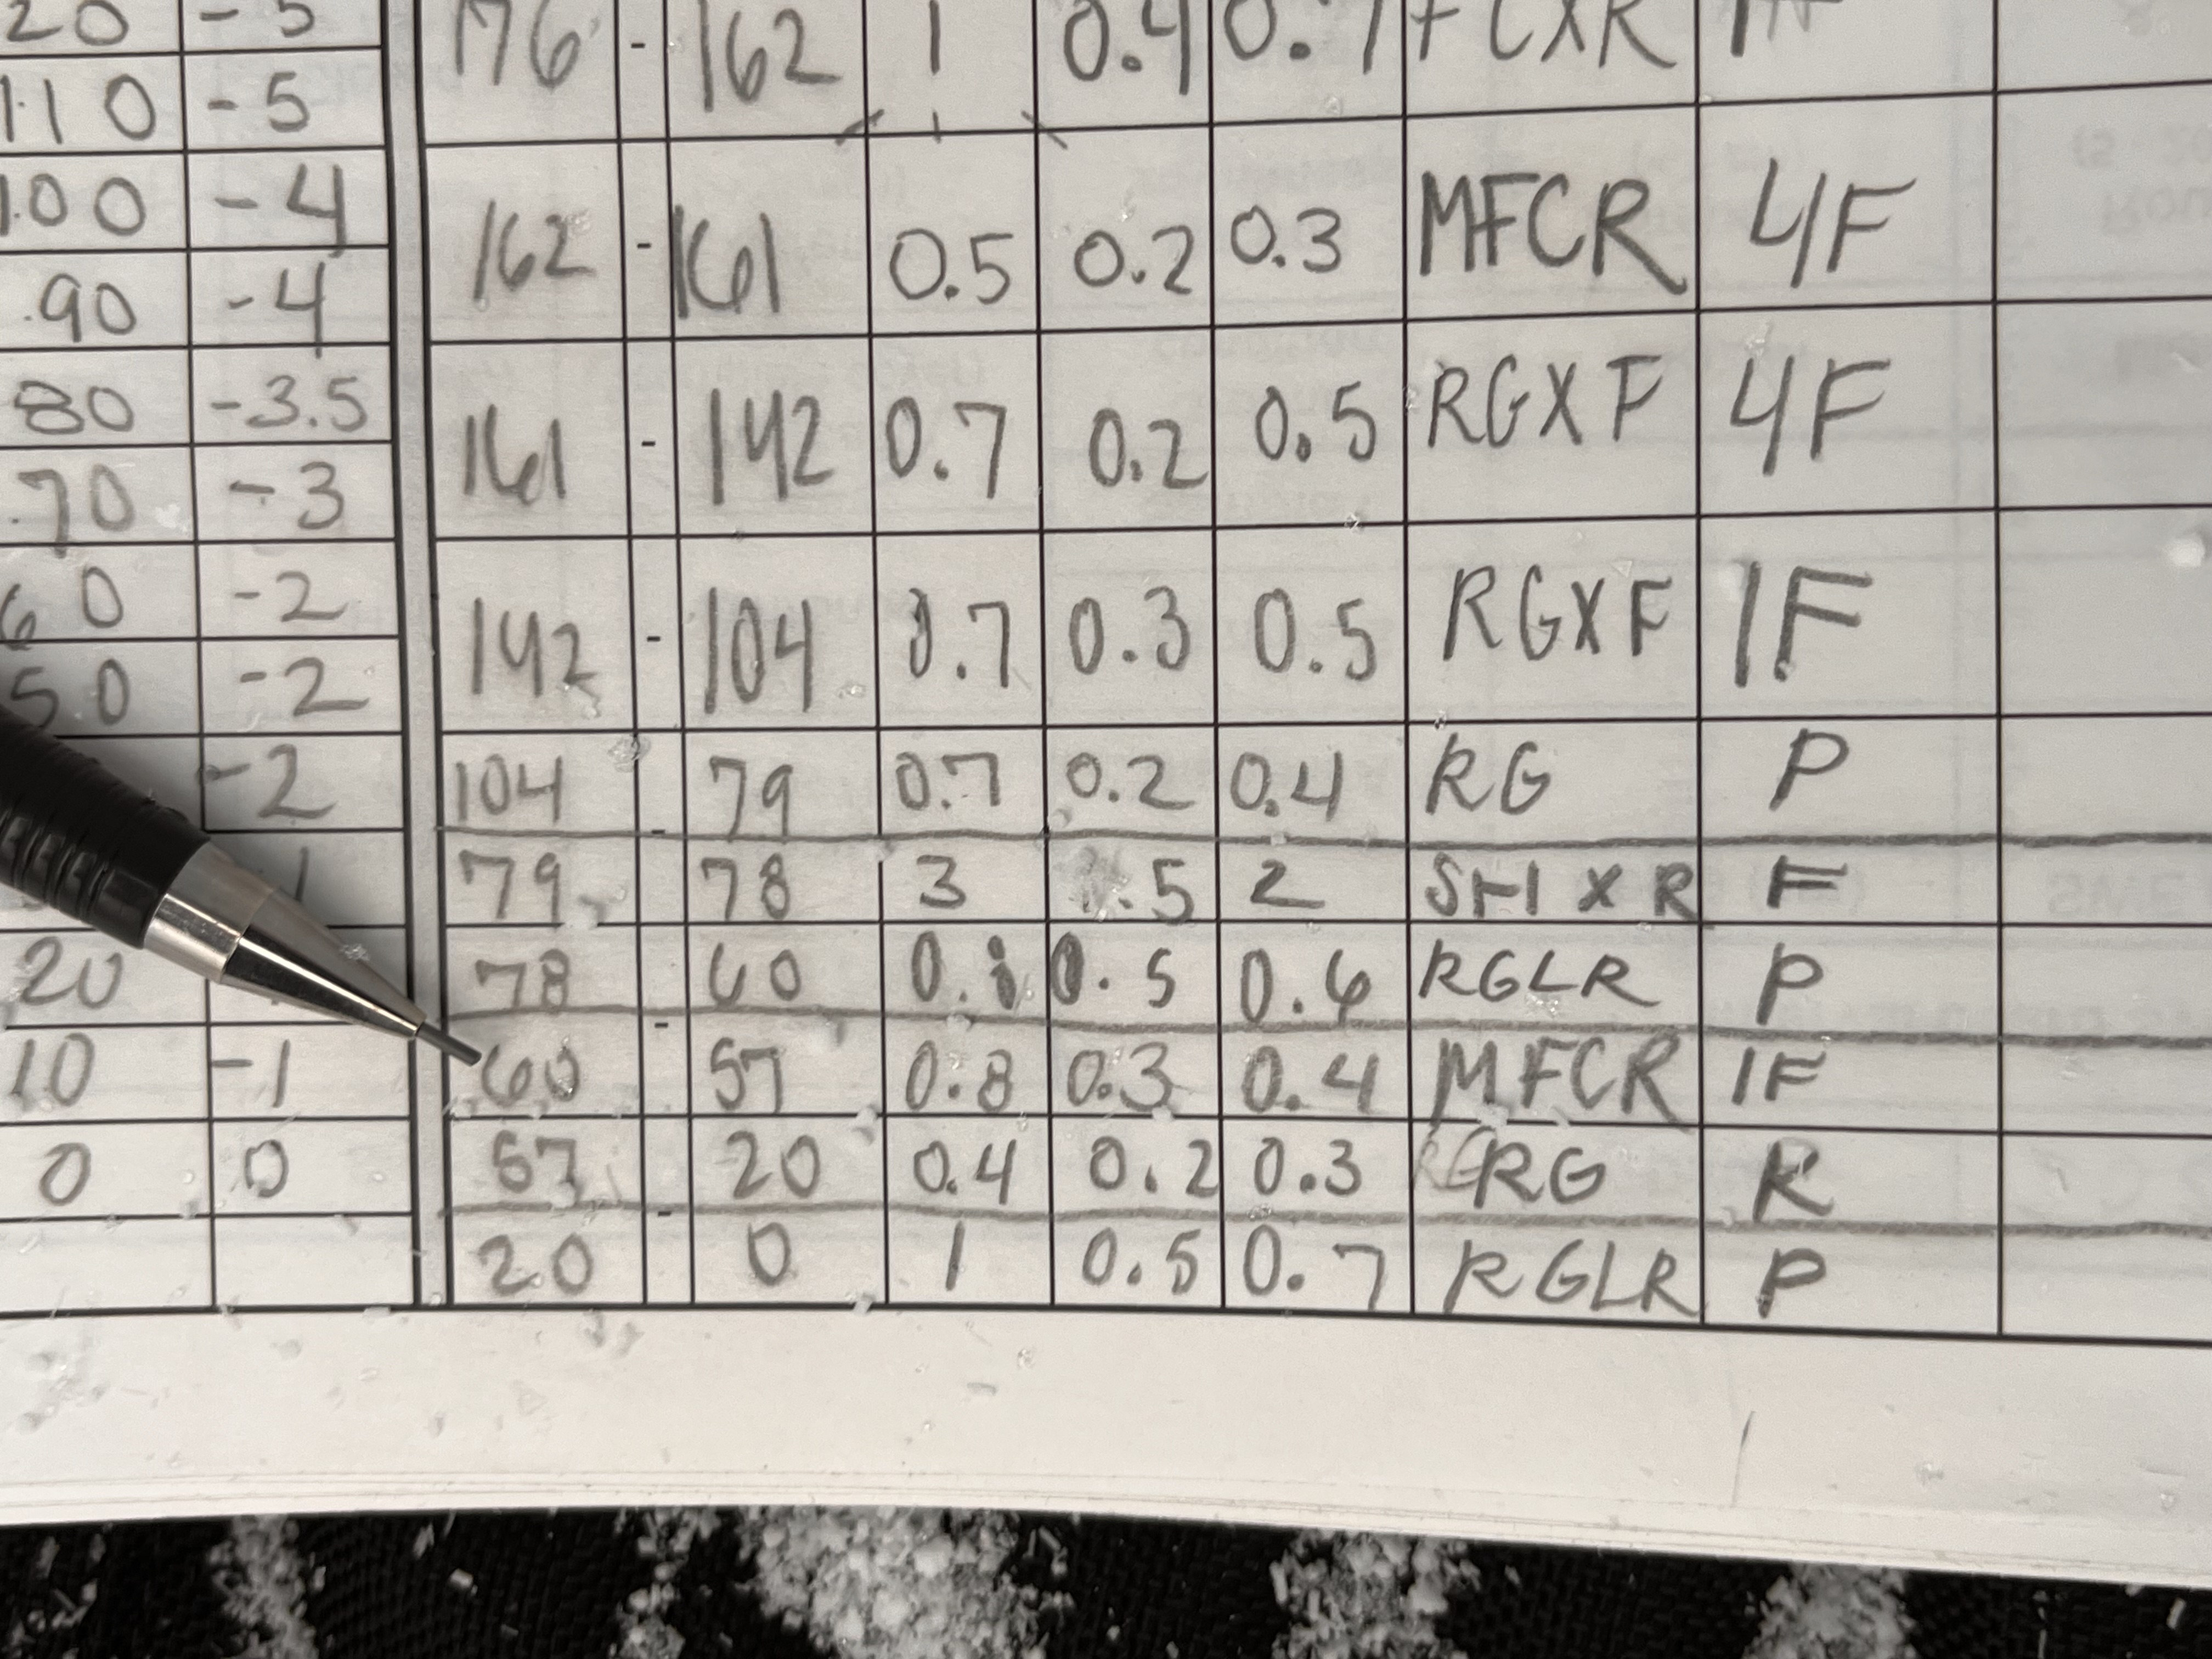 20 -5
110 -5
100 -4
90 -4
80 -3.5
70 -3
60 -2
50 -2
-2
20
10 -1
0 0
176 - 162 1 0.4 0.7 FCXR
162 - 161 0.5 0.2 0.3 MFCR 4F
161 - 142 0.7 0.2 0.5 RGXF 4F
142 - 104 0.7 0.3 0.5 RGXF 1F
104 - 79 0.7 0.2 0.4 RG P
79 78 3 .5 2 F
78 - 60 0.8 0.5 0.6 RGLR P
60 57 0.8 0.3 0.4 MFCR 1F
57 - 20 0.4 0.2 0.3 RG K
20 0 1 0.5 0.7 RGLR P